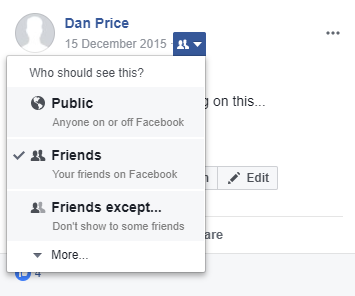 Dan Price
15 December 2015 ·
Who should see this?
Public
Anyone on or off Facebook
g on this...
Friends
Your friends on Facebook
Edit
Friends except...
Don't show to some friends
are
More...
4